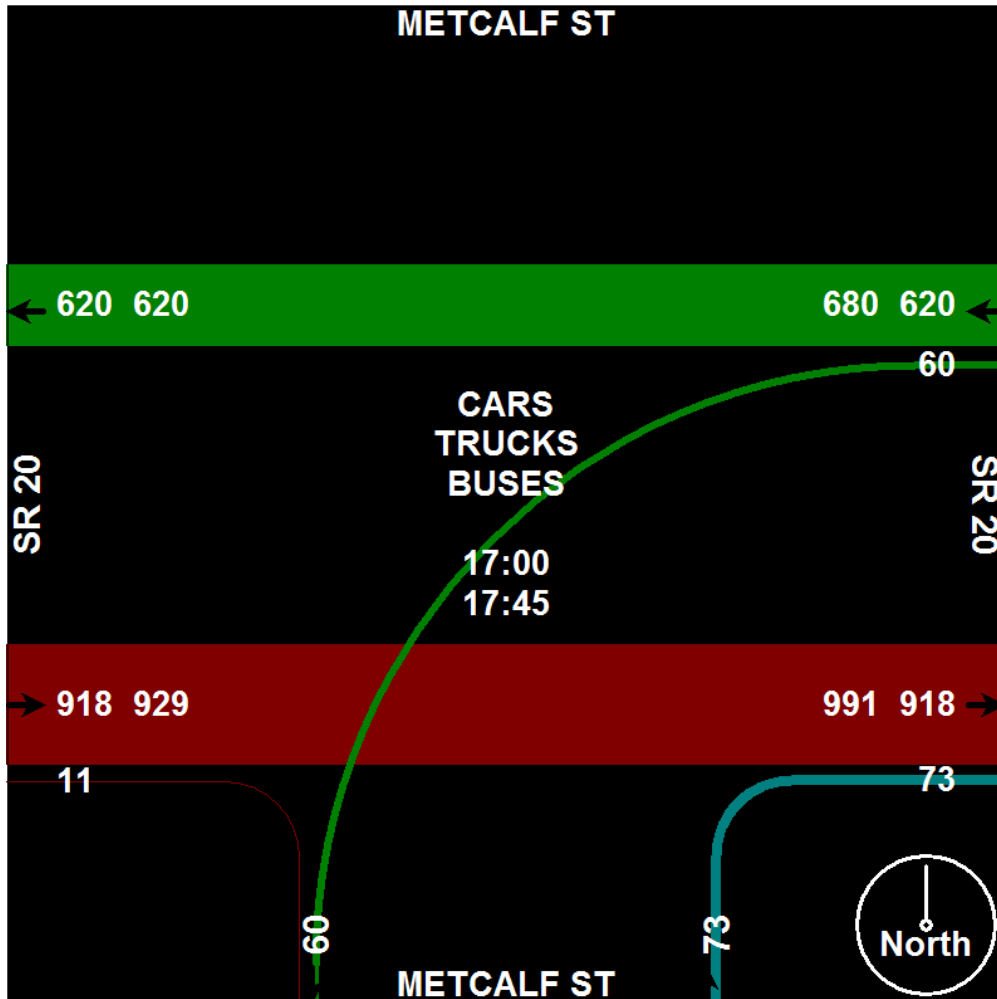 METCALF ST
620 620
680 620
60
CARS
TRUCKS
BUSES
SR 20
SR 20
17:00
17:45
918 929
991 918
11
73
60
73
North
METCALF ST